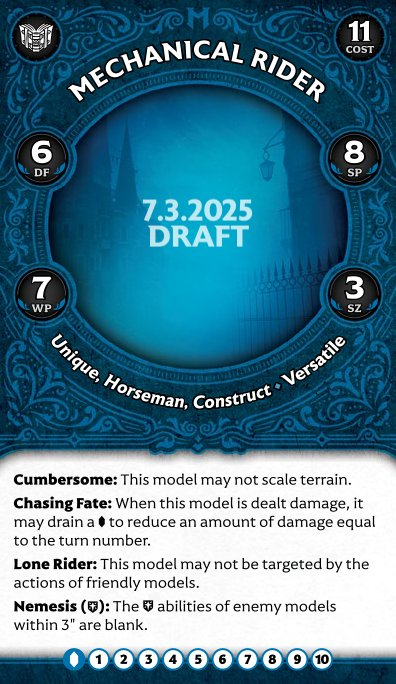 11
COST
MECHANICAL RIDER
6
DF
8
SP
7.3.2025
DRAFT
7
WP
3
SZ
Unique, Horseman, Construct • Versatile
Cumbersome: This model may not scale terrain.
Chasing Fate: When this model is dealt damage, it
may drain a to reduce an amount of damage equal
to the turn number.
Lone Rider: This model may not be targeted by the
actions of friendly models.
Nemesis ( ): The abilities of enemy models
within 3" are blank.
1 2 3 4 5 6 7 8 9 10